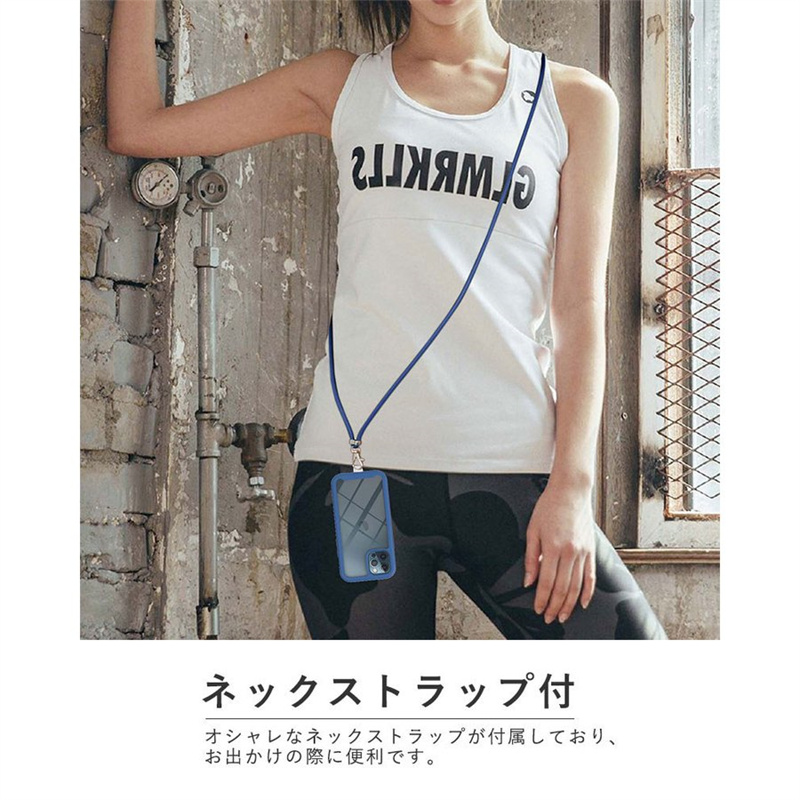 GLMRKLLS
ネックストラップ付
オシャレなネックストラップが付属しており、
お出かけの際に便利です。